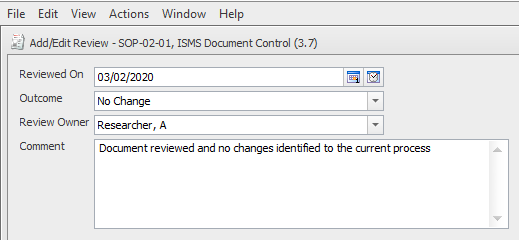 File Edit View Actions Window Help
Add/Edit Review - SOP-02-01, ISMS Document Control (3.7)
Reviewed On 03/02/2020
Outcome No Change
Review Owner Researcher, A
Comment Document reviewed and no changes identified to the current process